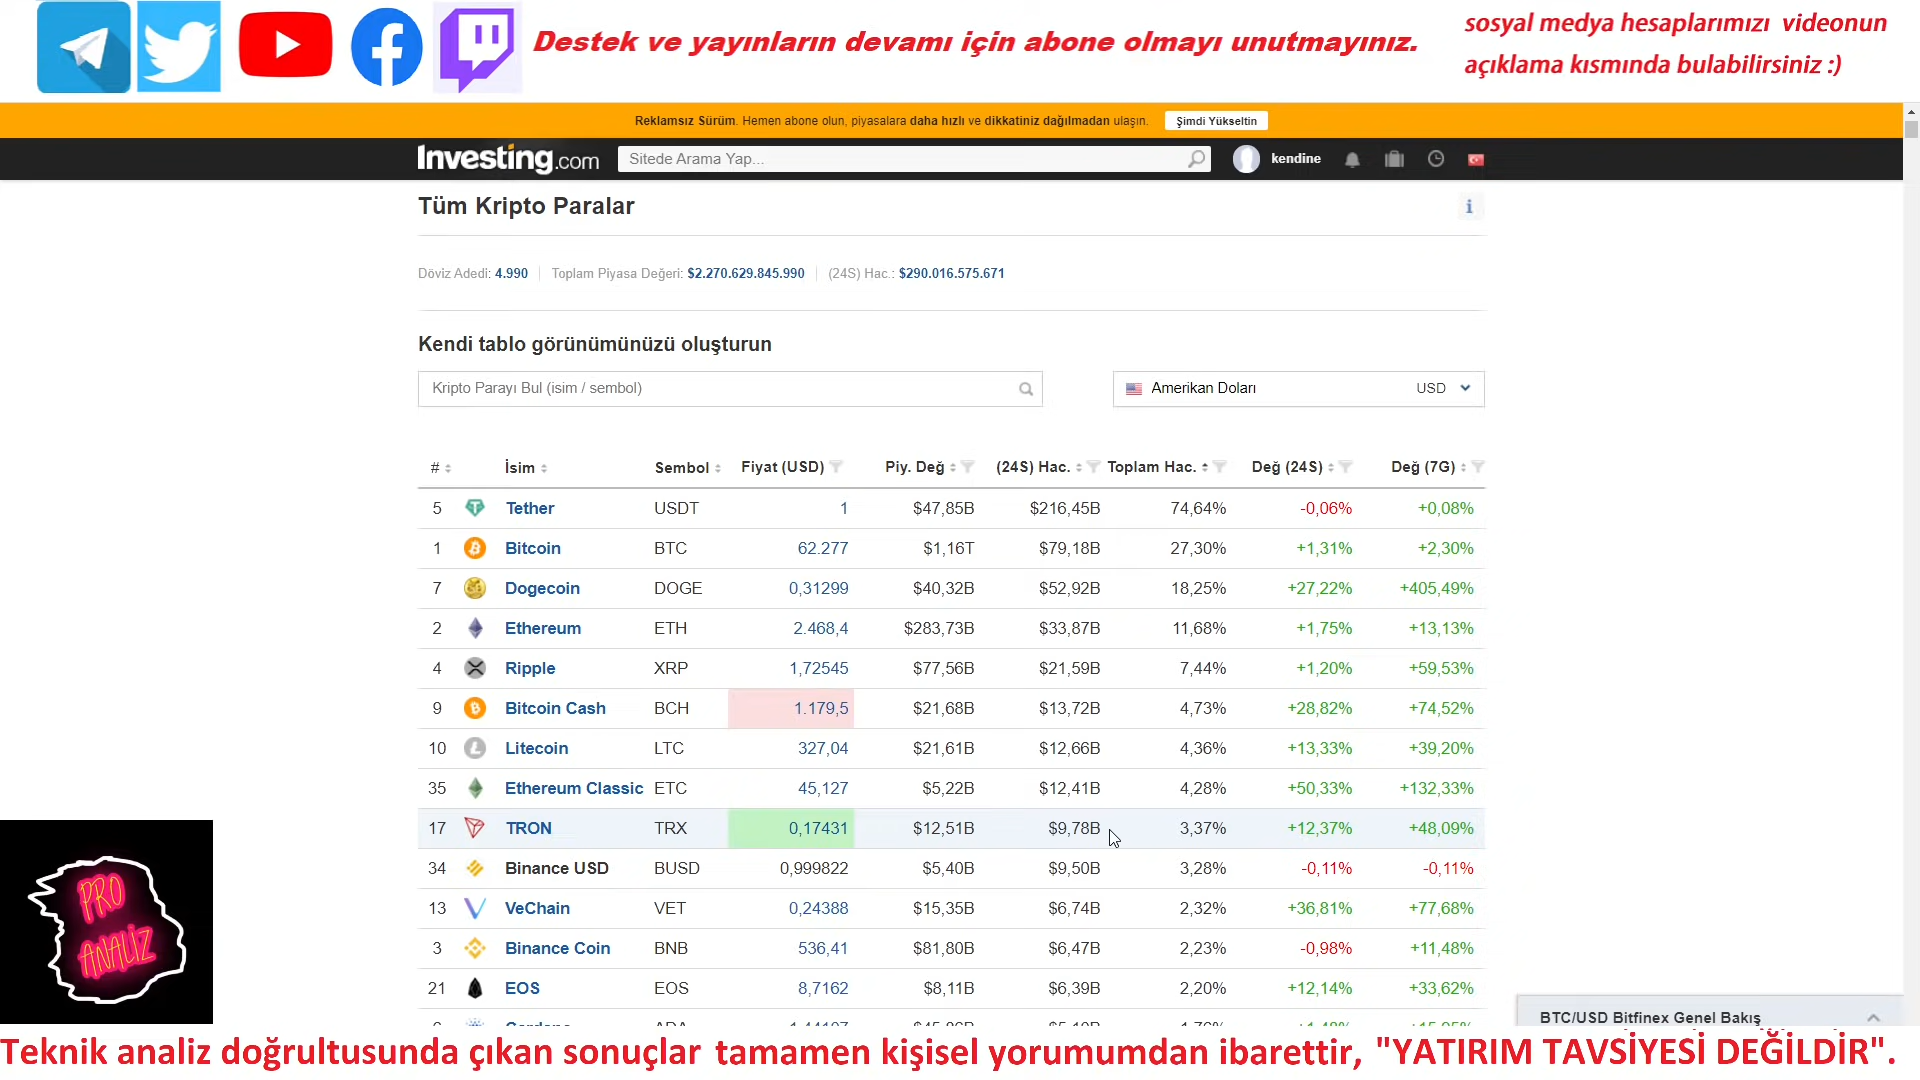 Destek ve yayınların devamı için abone olmayı unutmayınız.
sosyal medya hesaplarımızı videonun
açıklama kısmında bulabilirsiniz :)
Reklamsız Sürüm. Hemen abone olun, piyasalara daha hızlı ve dikkatiniz dağılmadan ulaşın. Şimdi Yükseltin
Investing.com Sitede Arama Yap... kendine
Tüm Kripto Paralar
Döviz Adedi: 4.990 Toplam Piyasa Değeri: $2.270.629.845.990 (24S) Hac.: $290.016.575.671
Kendi tablo görünümünüzü oluşturun
Kripto Parayı Bul (isim / sembol) Amerikan Doları USD
# İsim Sembol Fiyat (USD) Piy. Değ (24S) Hac. Toplam Hac. Değ (24S) Değ (7G)
5 Tether USDT 1 $47,85B $216,45B 74,64% -0,06% +0,08%
1 Bitcoin BTC 62.277 $1,16T $79,18B 27,30% +1,31% +2,30%
7 Dogecoin DOGE 0,31299 $40,32B $52,92B 18,25% +27,22% +405,49%
2 Ethereum ETH 2.468,4 $283,73B $33,87B 11,68% +1,75% +13,13%
4 Ripple XRP 1,72545 $77,56B $21,59B 7,44% +1,20% +59,53%
9 Bitcoin Cash BCH 1.179,5 $21,68B $13,72B 4,73% +28,82% +74,52%
10 Litecoin LTC 327,04 $21,61B $12,66B 4,36% +13,33% +39,20%
35 Ethereum Classic ETC 45,127 $5,22B $12,41B 4,28% +50,33% +132,33%
17 TRON TRX 0,17431 $12,51B $9,78B 3,37% +12,37% +48,09%
34 Binance USD BUSD 0,999822 $5,40B $9,50B 3,28% -0,11% -0,11%
13 VeChain VET 0,24388 $15,35B $6,74B 2,32% +36,81% +77,68%
3 Binance Coin BNB 536,41 $81,80B $6,47B 2,23% -0,98% +11,48%
21 EOS EOS 8,7162 $8,11B $6,39B 2,20% +12,14% +33,62%
BTC/USD Bitfinex Genel Bakış
PRO
ANALİZ
Teknik analiz doğrultusunda çıkan sonuçlar tamamen kişisel yorumumdan ibarettir, "YATIRIM TAVSİYESİ DEĞİLDİR".